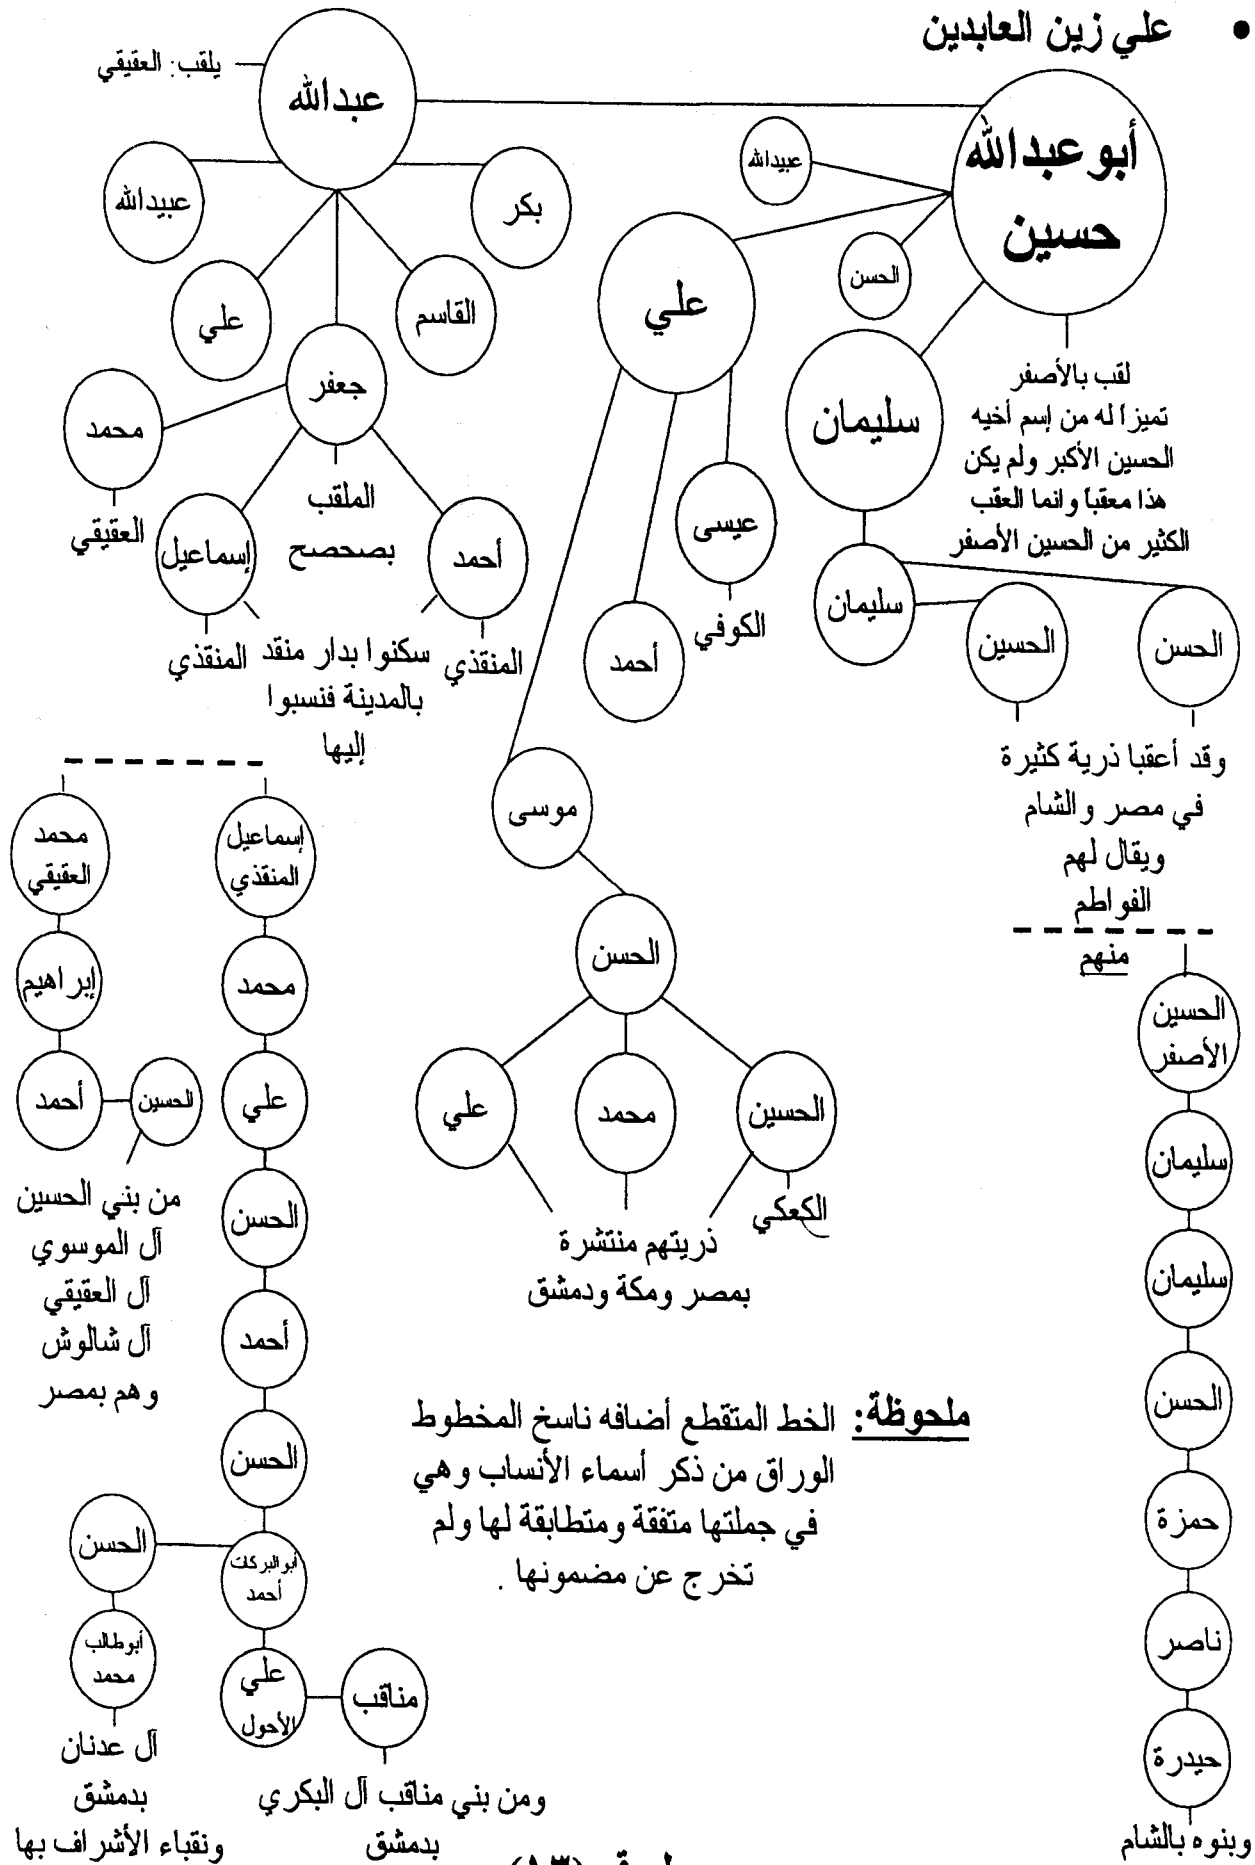 • علي زين العابدين
أبو عبدالله
حسين
لقب بالأصفر
تميزاً له من إسم أخيه
الحسين الأكبر ولم يكن
هذا معقباً وانما العقب
الكثير من الحسين الأصفر
عبدالله
يلقب: العقيقي
عبيدالله
الحسن
علي
سليمان
سليمان
الحسين
الحسن
وقد أعقبا ذرية كثيرة
في مصر والشام
ويقال لهم
الفواطم
منهم
الحسين
الأصفر
سليمان
سليمان
الحسن
حمزة
ناصر
حيدرة
وبنوه بالشام
عيسى
الكوفي
أحمد
موسى
الحسن
الحسين
الكعكي
محمد
علي
ذريتهم منتشرة
بمصر ومكة ودمشق
بكر
القاسم
جعفر
الملقب
بصحصح
علي
عبيدالله
أحمد
المنقذي
إسماعيل
المنقذي
سكنوا بدار منقد
بالمدينة فنسبوا
إليها
محمد
العقيقي
إسماعيل
المنقذي
محمد
علي
الحسن
أحمد
الحسن
أبو البركات
أحمد
علي
الأحول
مناقب
ومن بني مناقب آل البكري
بدمشق
الحسن
أبوطالب
محمد
آل عدنان
بدمشق
ونقباء الأشراف بها
محمد
العقيقي
إبراهيم
أحمد
الحسين
من بني الحسين
آل الموسوي
آل العقيقي
آل شالوش
وهم بمصر
ملحوظة: الخط المتقطع أضافه ناسخ المخطوط
الوراق من ذكر أسماء الأنساب وهي
في جملتها متفقة ومتطابقة لها ولم
تخرج عن مضمونها .